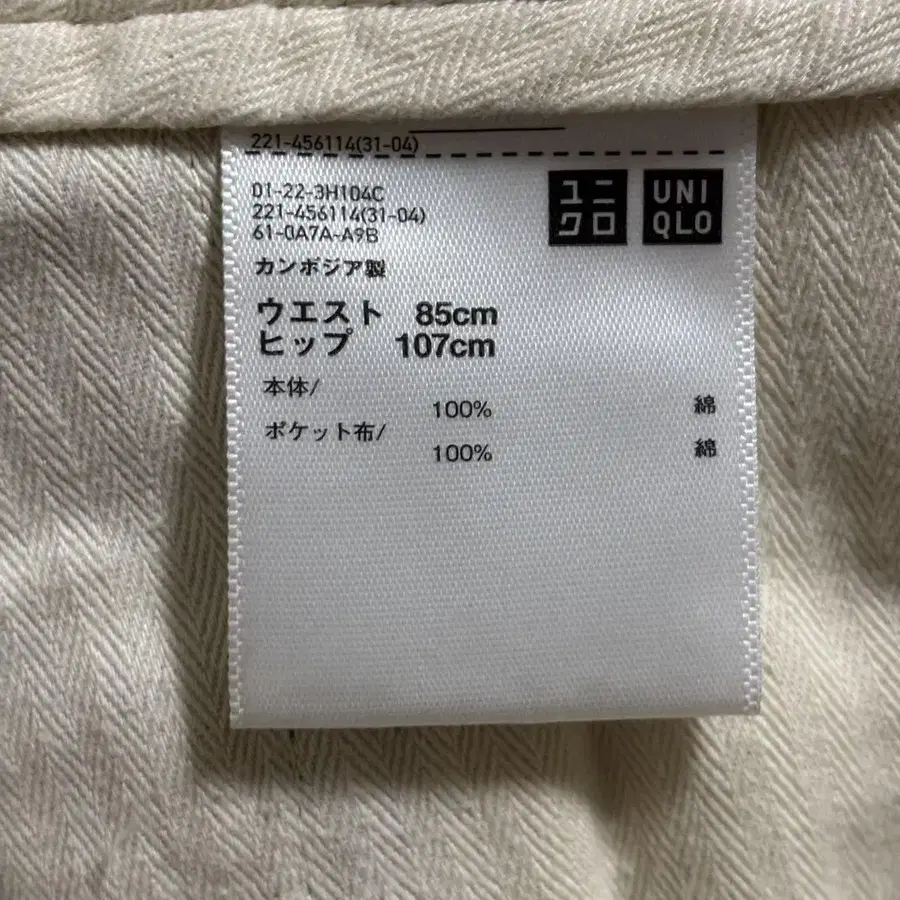 221-456114(31-04)
01-22-3H104C
221-456114(31-04)
61-0A7A-A9B
カンボジア製
ユニ
クロ
UNI
QLO
ウエスト 85cm
ヒップ 107cm
本体/
100% 綿
ポケット布/
100% 綿